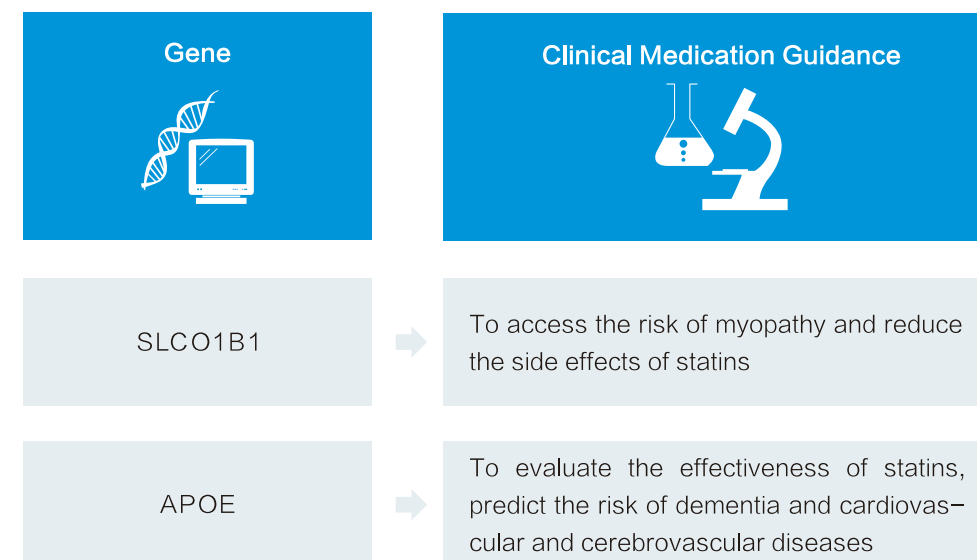 Gene
Clinical Medication Guidance
SLCO1B1
To access the risk of myopathy and reduce
the side effects of statins
APOE
To evaluate the effectiveness of statins,
predict the risk of dementia and cardiovas-
cular and cerebrovascular diseases